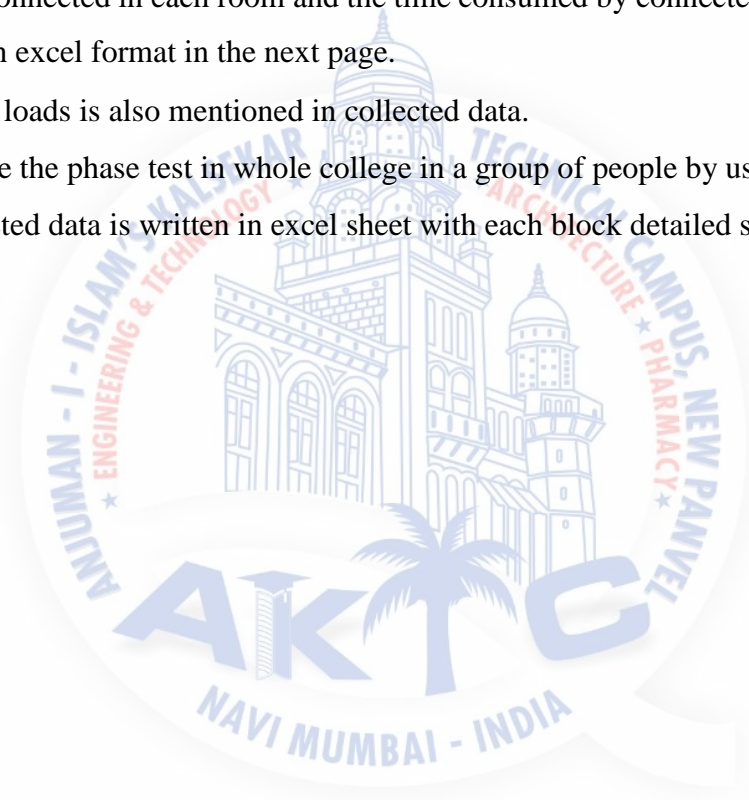 onnected in each room and the time consumed by connecte
n excel format in the next page.
loads is also mentioned in collected data.
e the phase test in whole college in a group of people by us
ted data is written in excel sheet with each block detailed s
ANJUMAN - I - ISLAM'S KALSEKAR TECHNICAL CAMPUS, NEW PANVEL
ENGINEERING & TECHNOLOGY ★ ARCHITECTURE ★ PHARMACY ★
AKTC
NAVI MUMBAI - INDIA